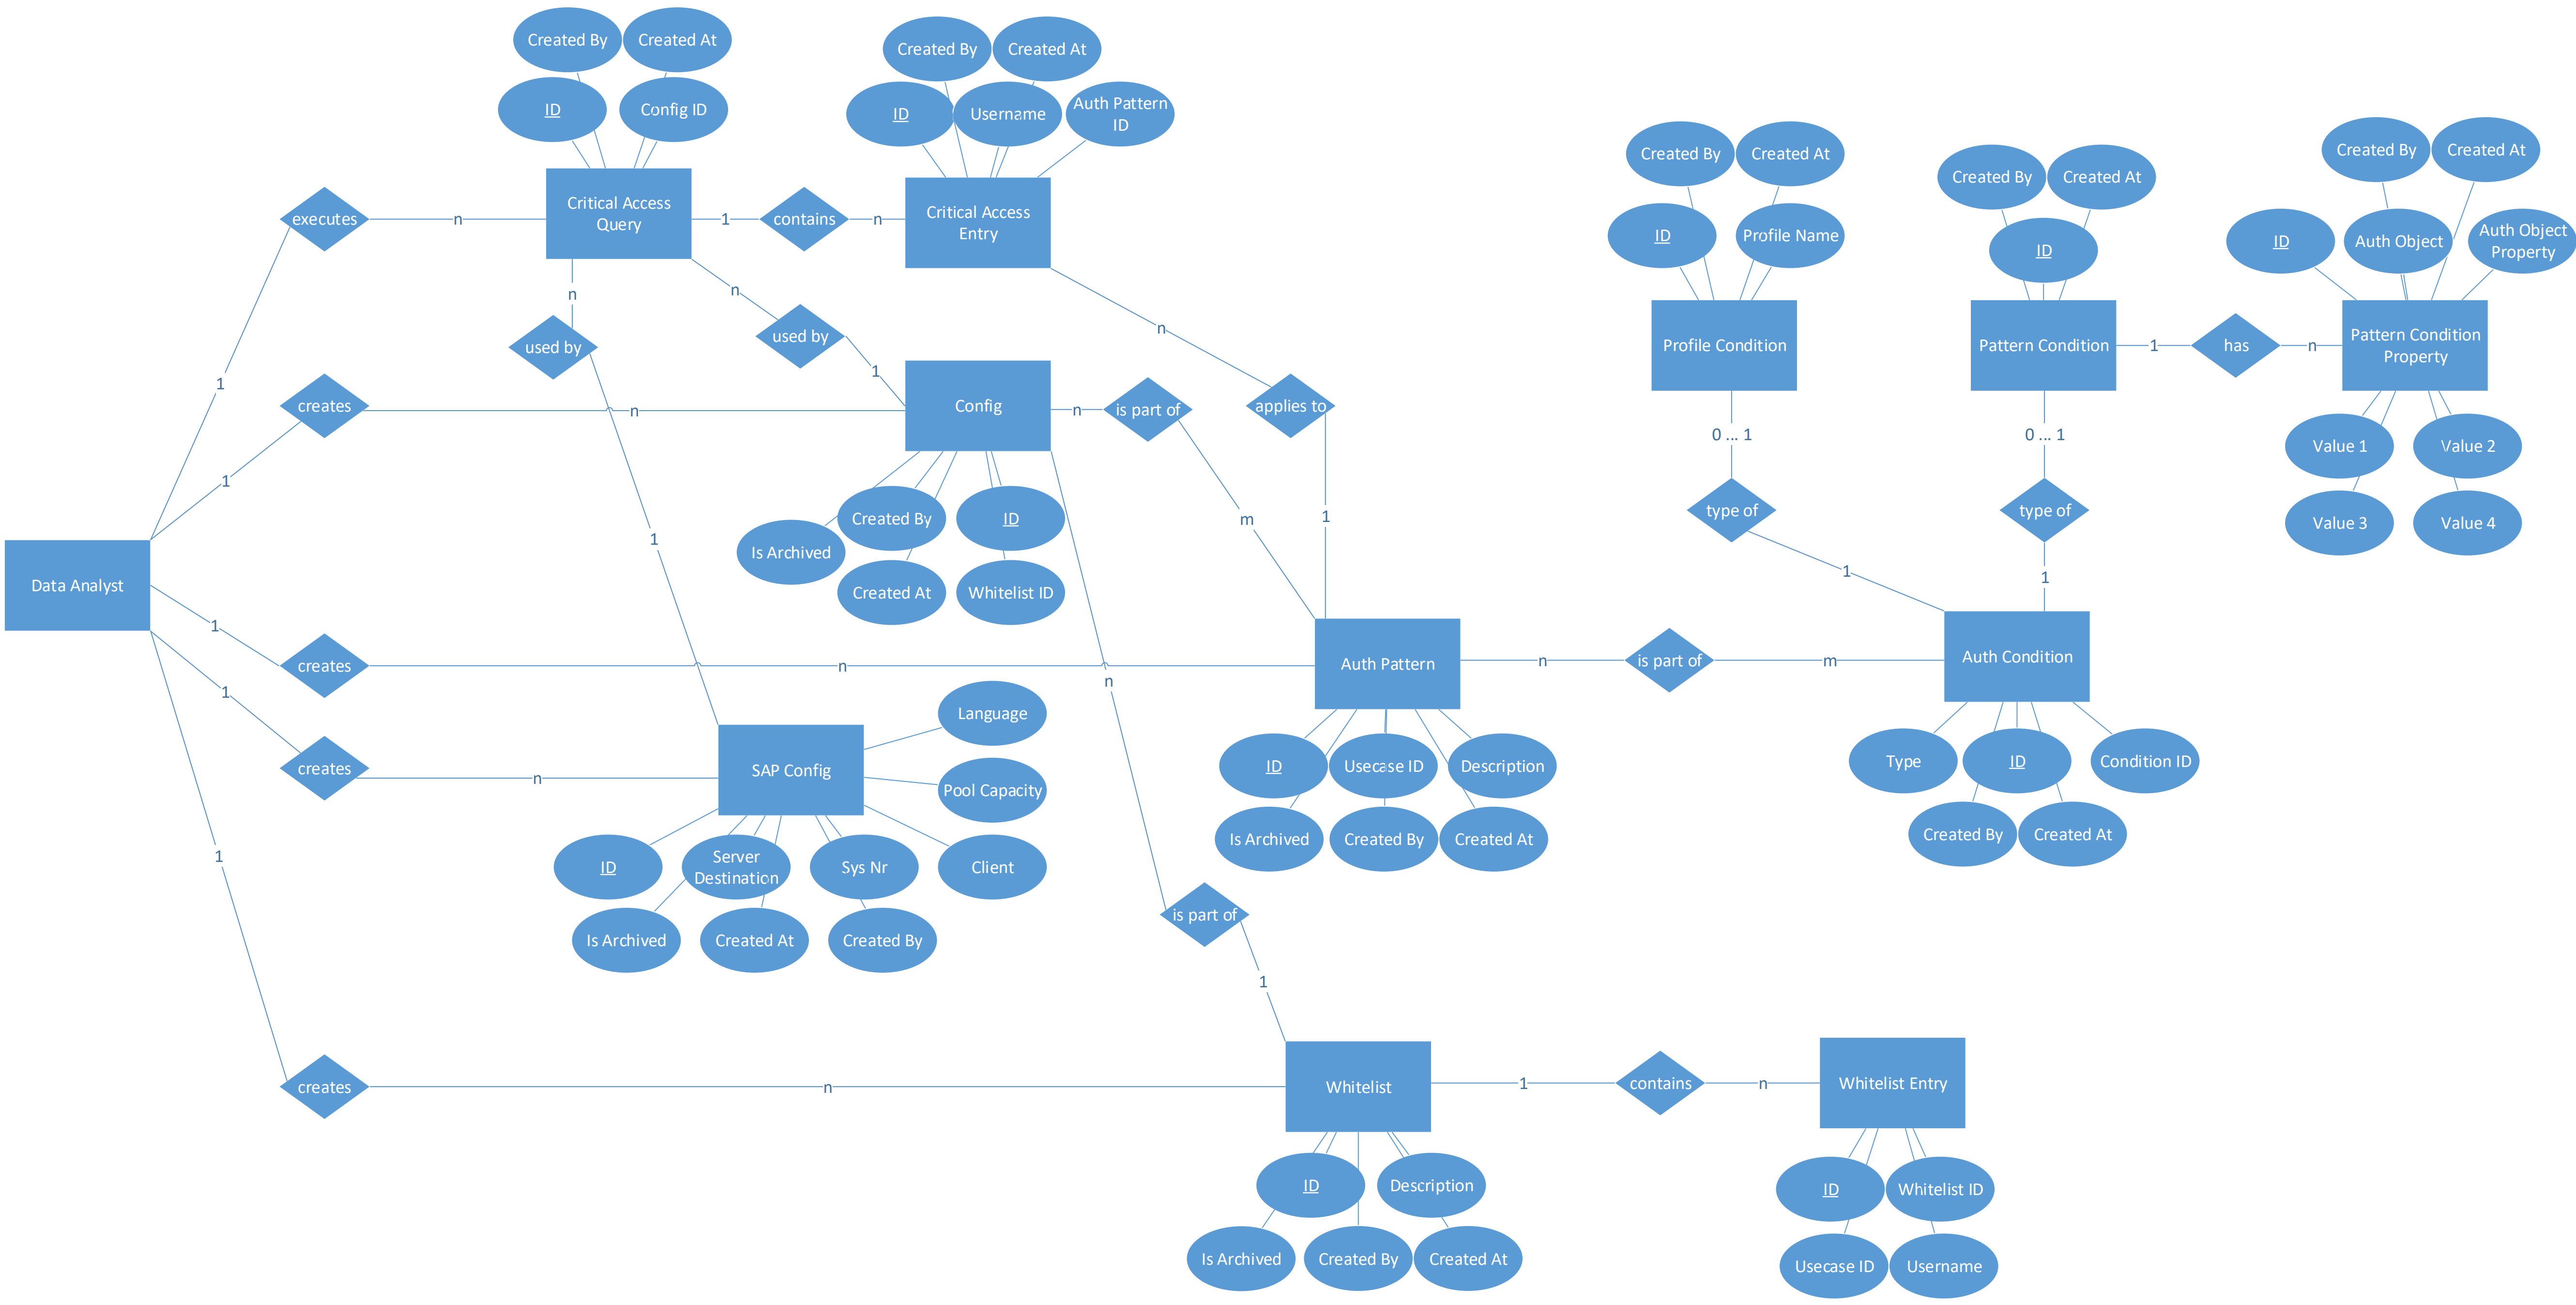 Created By
Created At
ID
Config ID
Critical Access
Query
Created By
Created At
ID
Username
Auth Pattern
ID
Critical Access
Entry
executes
n
1
contains
n
n
used by
n
used by
1
1
creates
n
1
Config
n
is part of
m
n
applies to
1
Is Archived
Created By
ID
Created At
Whitelist ID
Created By
Created At
ID
Profile Name
Profile Condition
0 ... 1
type of
1
Created By
Created At
ID
Pattern Condition
0 ... 1
type of
1
1
has
n
Created By
Created At
ID
Auth Object
Auth Object
Property
Pattern Condition
Property
Value 1
Value 2
Value 3
Value 4
Data Analyst
1
creates
n
1
creates
n
1
creates
n
Auth Pattern
n
is part of
m
Auth Condition
ID
Usecase ID
Description
Is Archived
Created By
Created At
Type
ID
Condition ID
Created By
Created At
SAP Config
Language
Pool Capacity
ID
Server
Destination
Sys Nr
Client
Is Archived
Created At
Created By
1
n
is part of
1
Whitelist
1
contains
n
Whitelist Entry
ID
Description
Is Archived
Created By
Created At
ID
Whitelist ID
Usecase ID
Username